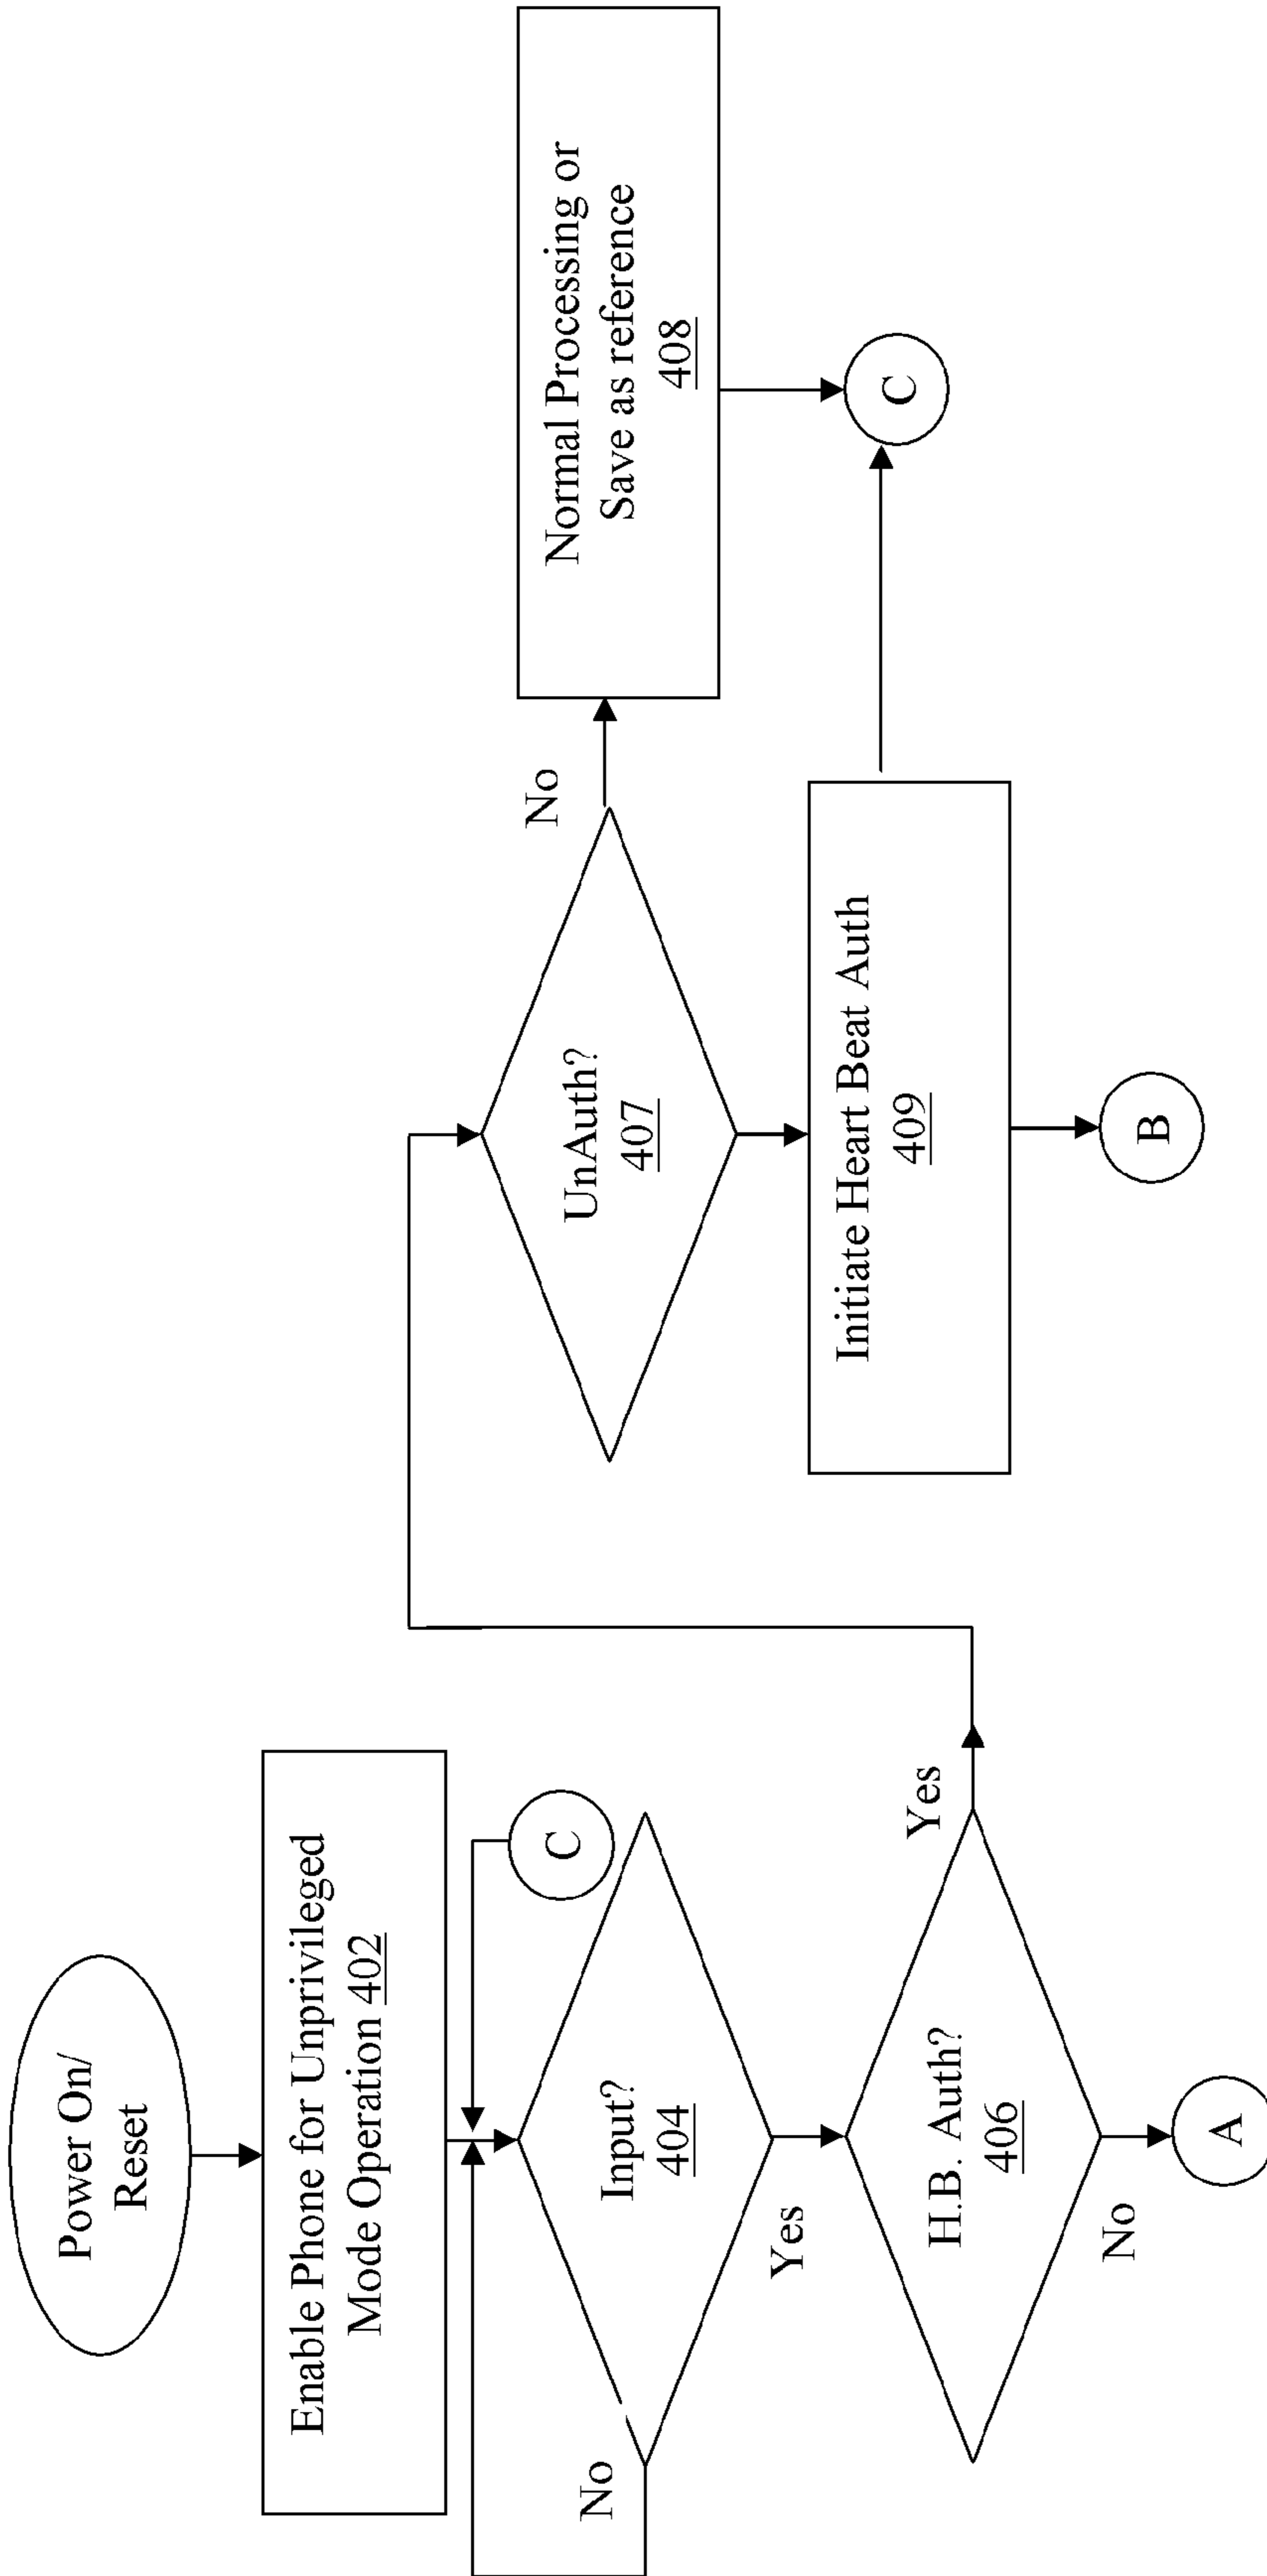 Power On/
Reset
Enable Phone for Unprivileged
Mode Operation 402
C
No
Input?
404
Yes
H.B. Auth?
406
Yes
No
A
UnAuth?
407
No
Normal Processing or
Save as reference
408
C
Initiate Heart Beat Auth
409
B